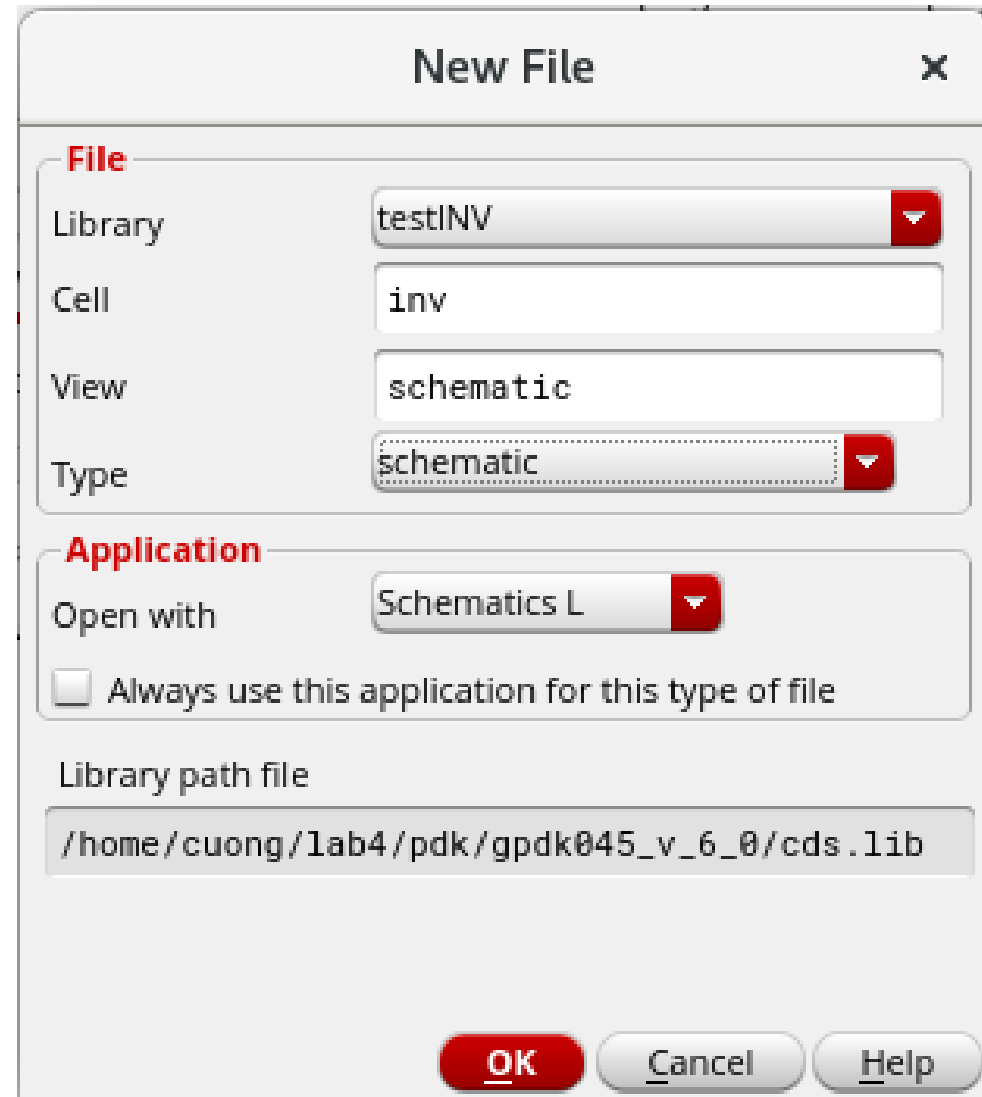 New File
File
Library testINV
Cell inv
View schematic
Type schematic
Application
Open with Schematics L
Always use this application for this type of file
Library path file
/home/cuong/lab4/pdk/gpdk045_v_6_0/cds.lib
OK Cancel Help